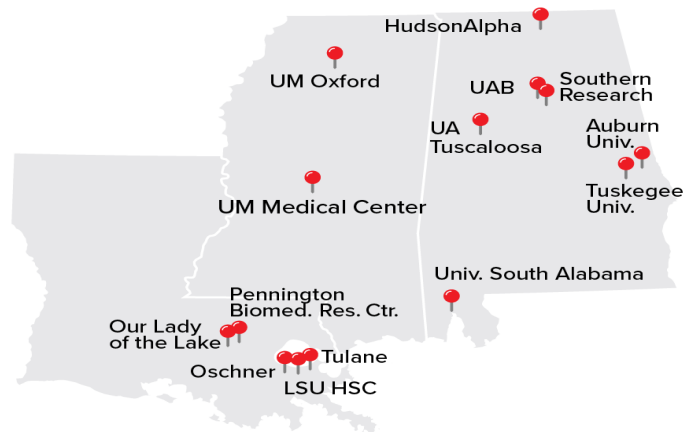 HudsonAlpha
UM Oxford
UAB
Southern
Research
UA
Tuscaloosa
Auburn
Univ.
Tuskegee
Univ.
UM Medical Center
Univ. South Alabama
Pennington
Biomed. Res. Ctr.
Our Lady
of the Lake
Tulane
Oschner
LSU HSC